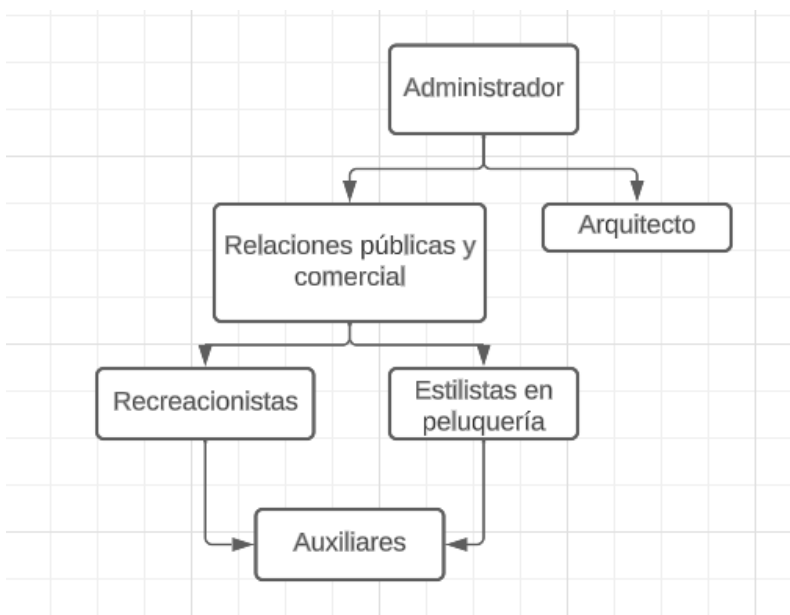 Administrador
Relaciones públicas y
comercial
Arquitecto
Recreacionistas
Estilistas en
peluquería
Auxiliares